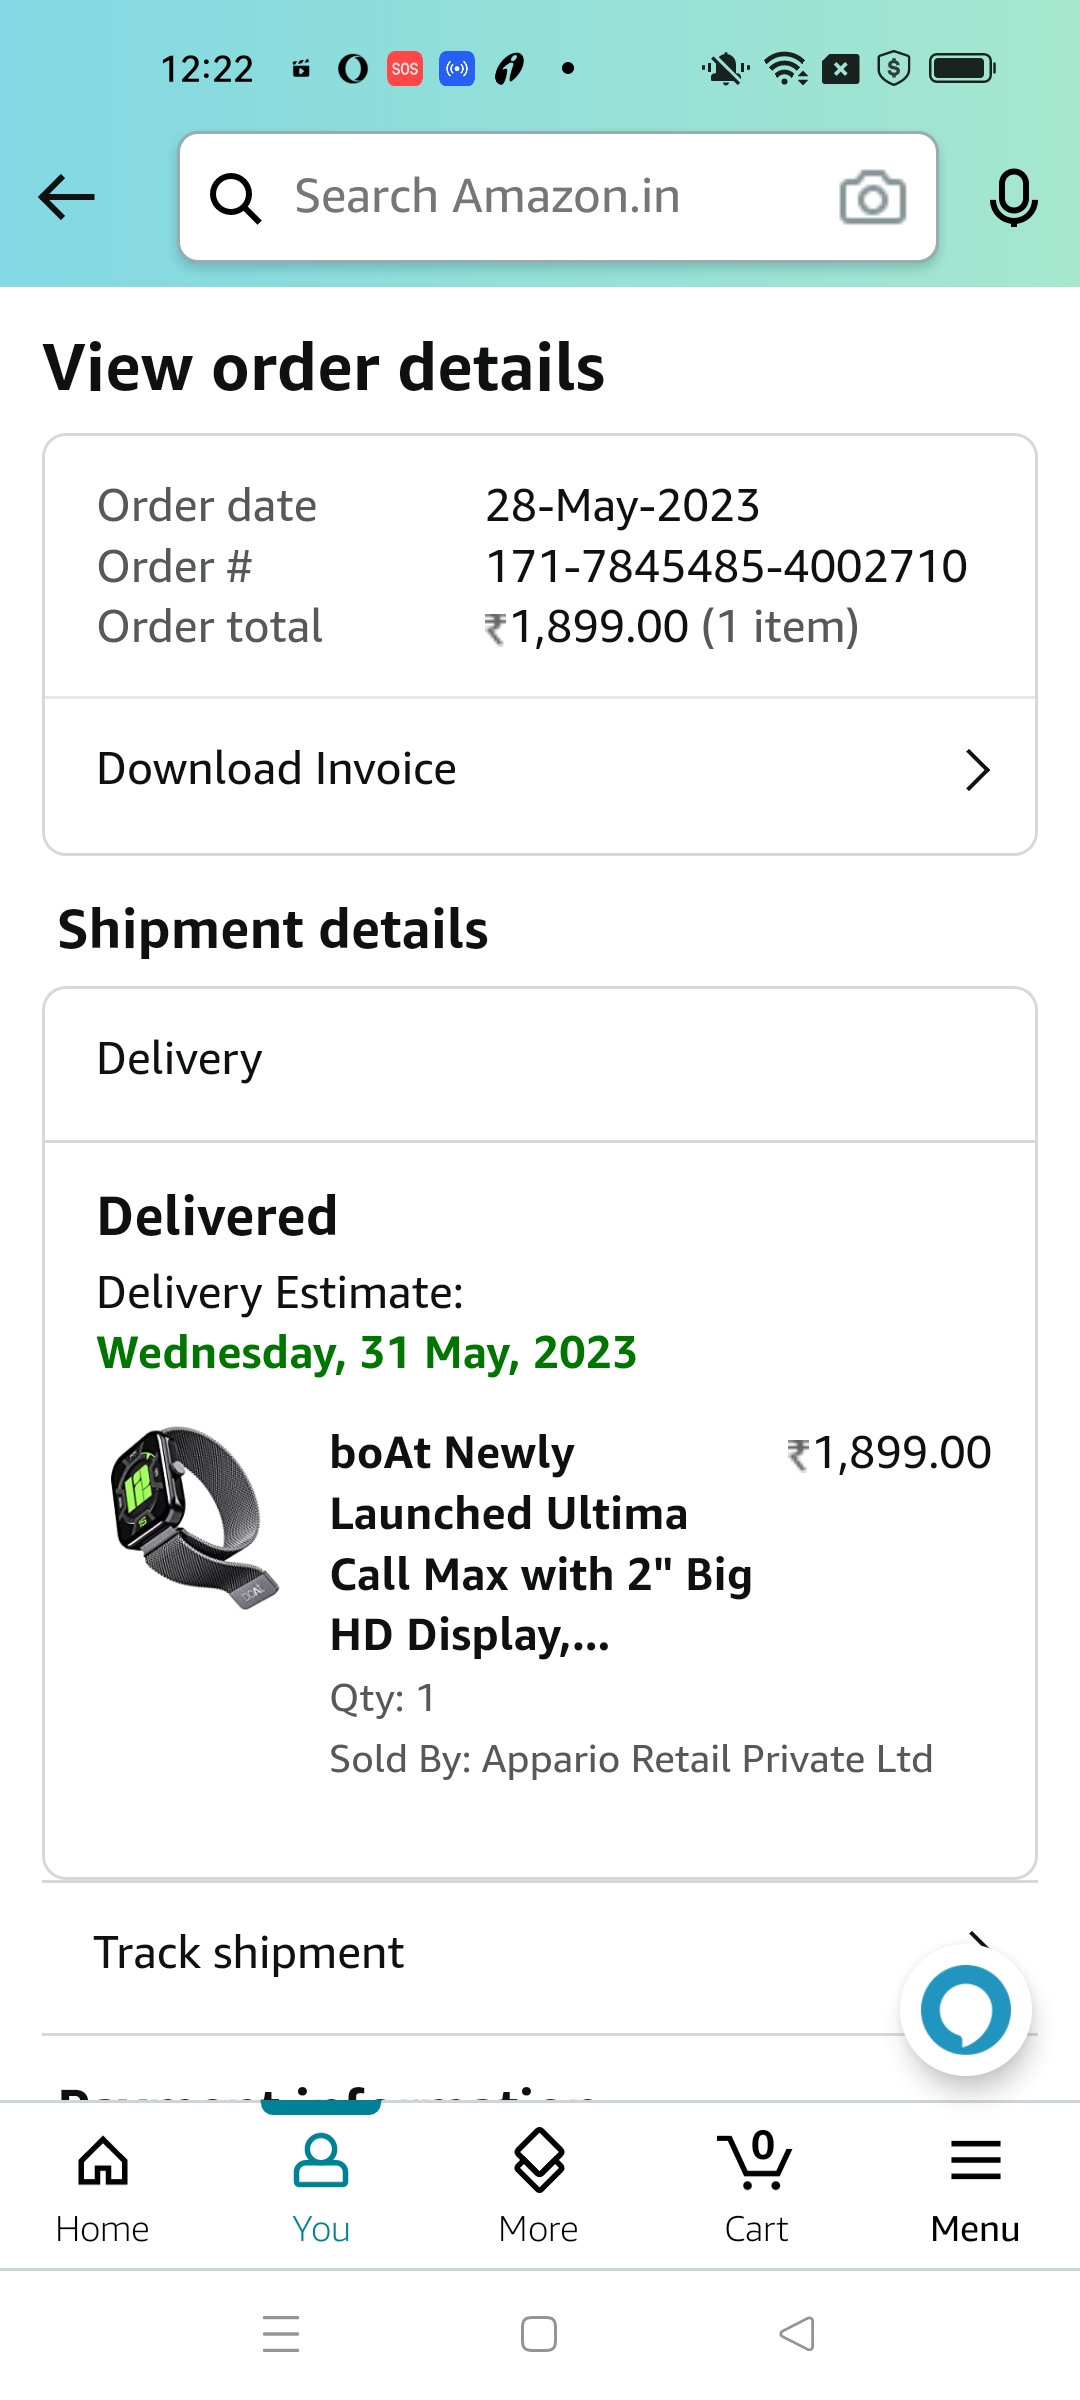 12:22
SOS
Search Amazon.in
View order details
Order date 28-May-2023
Order # 171-7845485-4002710
Order total ₹1,899.00 (1 item)
Download Invoice
Shipment details
Delivery
Delivered
Delivery Estimate:
Wednesday, 31 May, 2023
boAt Newly ₹1,899.00
Launched Ultima
Call Max with 2" Big
HD Display,...
Qty: 1
Sold By: Appario Retail Private Ltd
Track shipment
Payment information
0
Home You More Cart Menu